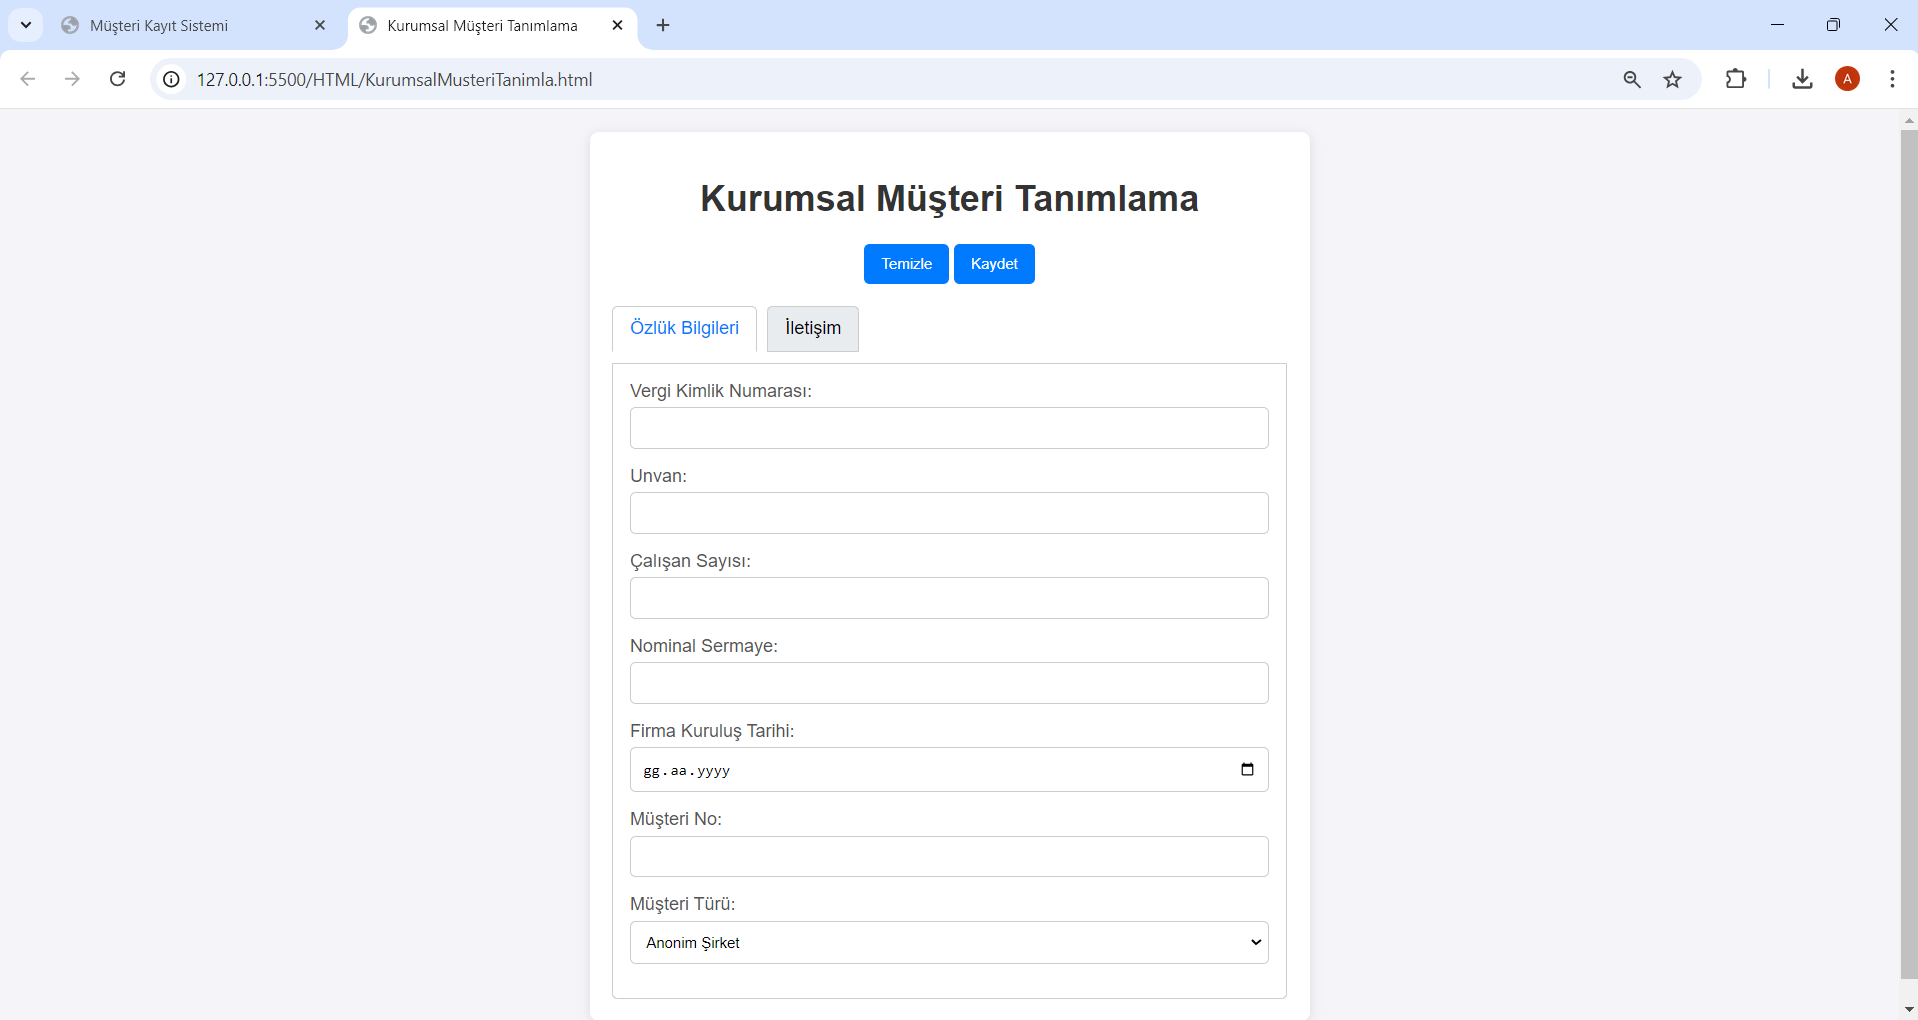 Müşteri Kayıt Sistemi
Kurumsal Müşteri Tanımlama
127.0.0.1:5500/HTML/KurumsalMusteriTanimla.html
A
Kurumsal Müşteri Tanımlama
Temizle Kaydet
Özlük Bilgileri İletişim
Vergi Kimlik Numarası:
Unvan:
Çalışan Sayısı:
Nominal Sermaye:
Firma Kuruluş Tarihi:
gg.aa.yyyy
Müşteri No:
Müşteri Türü:
Anonim Şirket